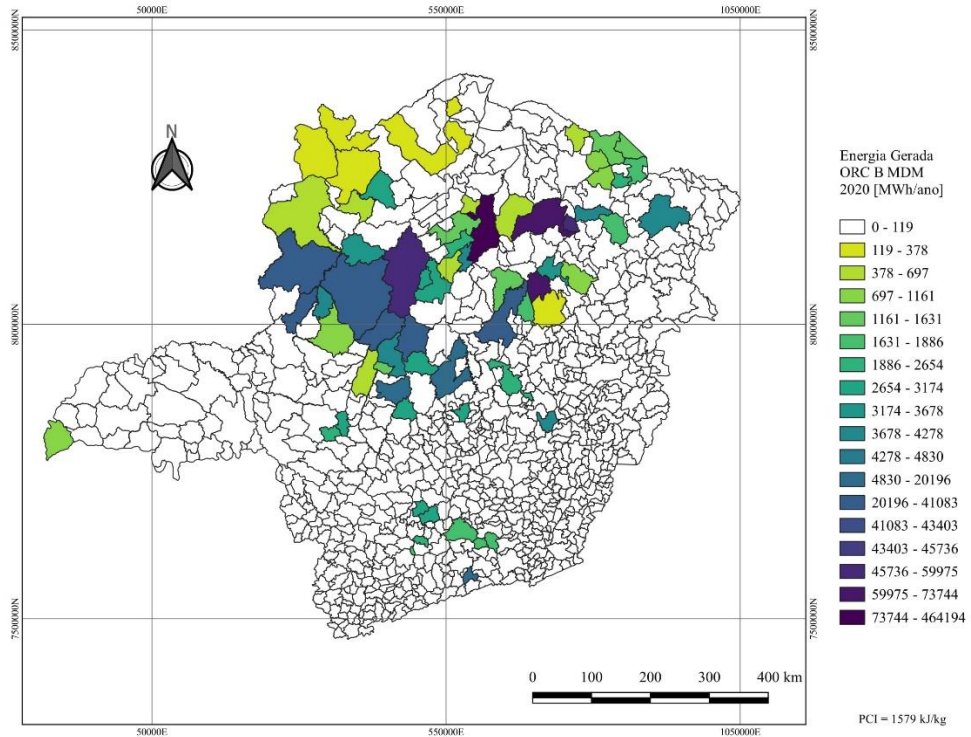 50000E 550000E 1050000E
8500000N 8500000N
N
Energia Gerada
ORC B MDM
2020 [MWh/ano]
0 - 119
119 - 378
378 - 697
697 - 1161
1161 - 1631
1631 - 1886
1886 - 2654
2654 - 3174
3174 - 3678
3678 - 4278
4278 - 4830
4830 - 20196
20196 - 41083
41083 - 43403
43403 - 45736
45736 - 59975
59975 - 73744
73744 - 464194
8000000N 8000000N
7500000N 7500000N
0 100 200 300 400 km
PCI = 1579 kJ/kg
50000E 550000E 1050000E